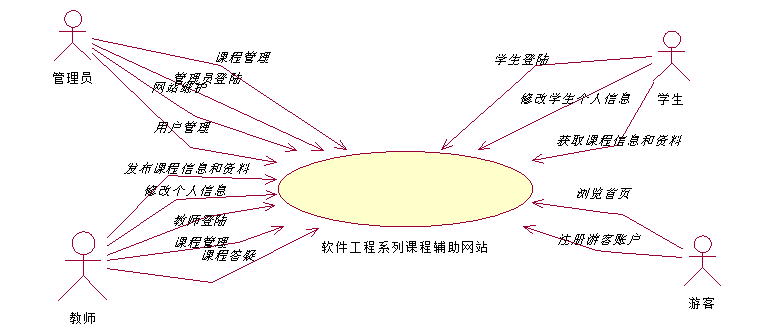 课程管理
管理员登陆
网站维护
用户管理
管理员
学生登陆
修改学生个人信息
获取课程信息和资料
学生
发布课程信息和资料
修改个人信息
教师登陆
课程管理
课程答疑
教师
软件工程系列课程辅助网站
浏览首页
注册游客账户
游客